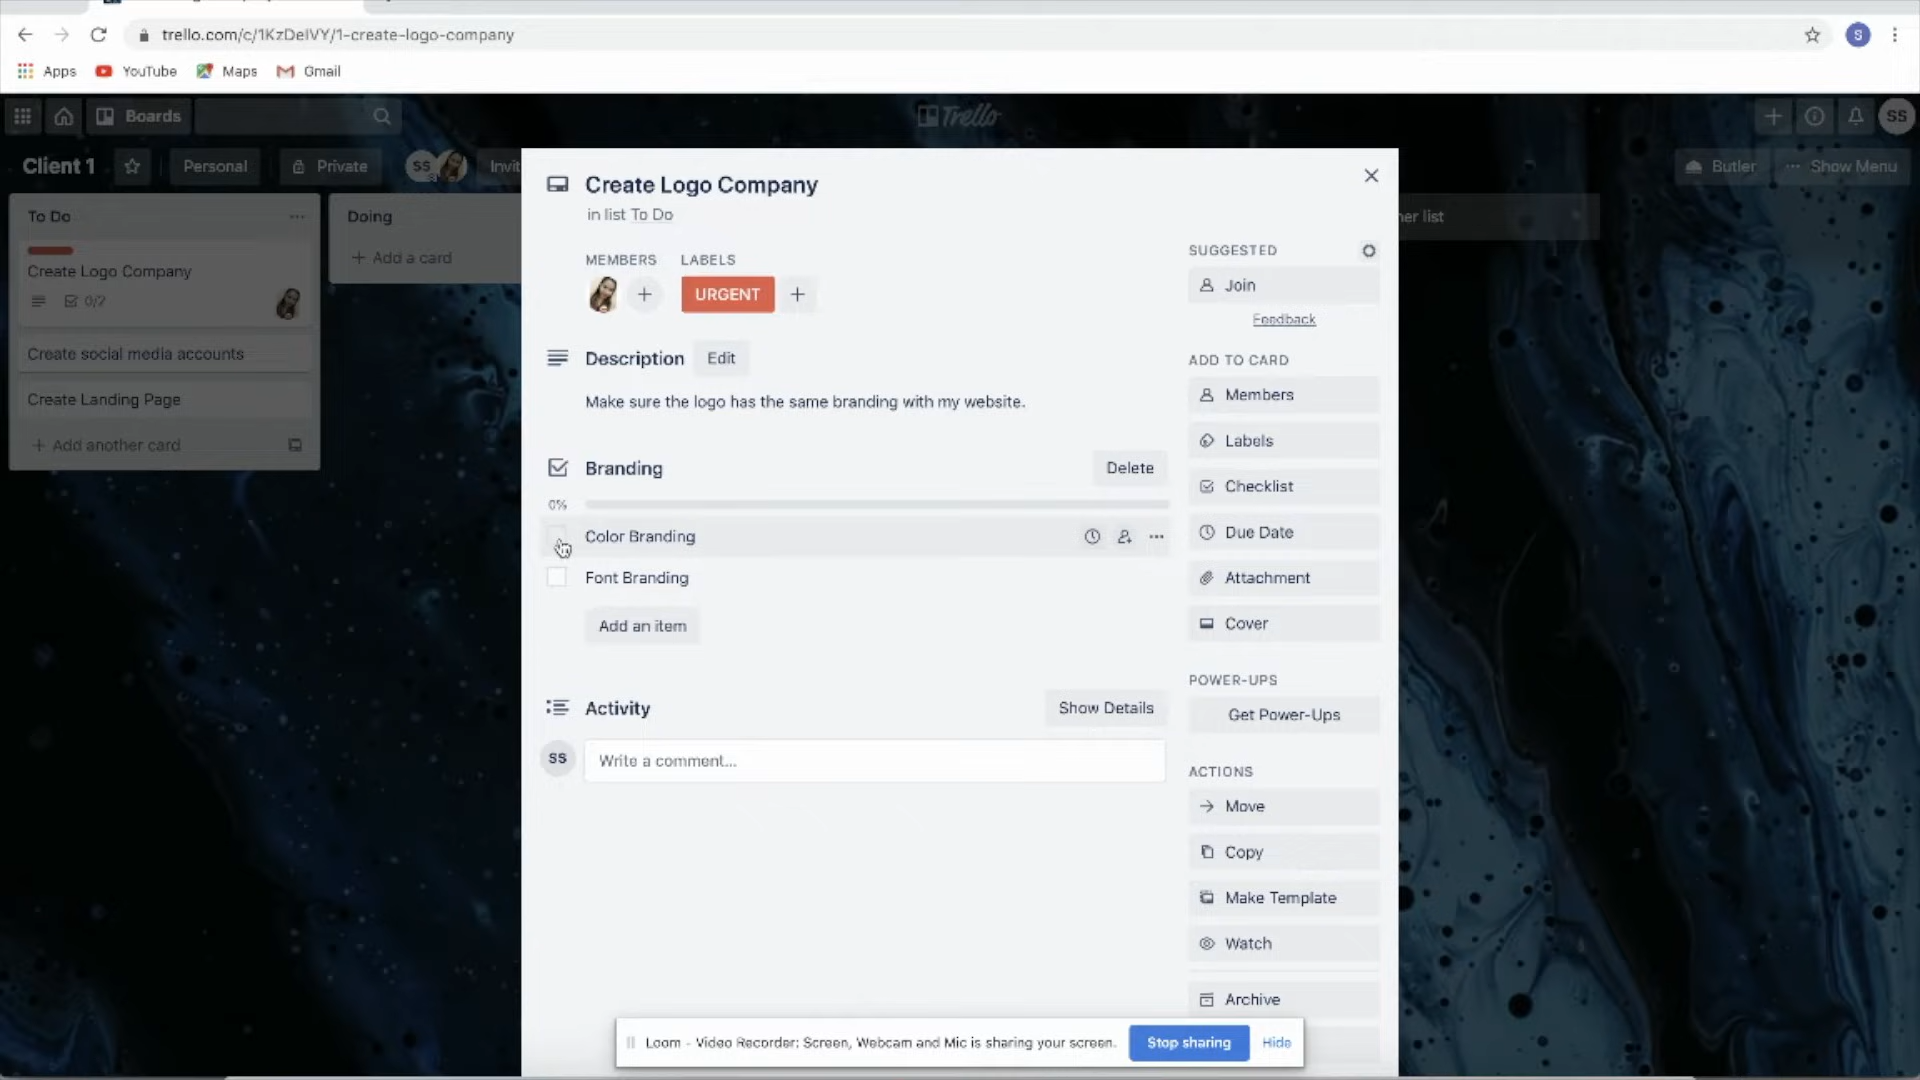 trello.com/c/1KzDeIVY/1-create-logo-company
S
Apps YouTube Maps Gmail
Boards
Trello
SS
Client 1 Personal Private SS Invit
Butler ... Show Menu
To Do ...
Create Logo Company
0/2
Create social media accounts
Create Landing Page
+ Add another card
Doing
+ Add a card
her list
Create Logo Company
in list To Do
MEMBERS LABELS
URGENT
Description Edit
Make sure the logo has the same branding with my website.
Branding Delete
0%
Color Branding
Font Branding
Add an item
Activity Show Details
SS Write a comment...
SUGGESTED
Join
Feedback
ADD TO CARD
Members
Labels
Checklist
Due Date
Attachment
Cover
POWER-UPS
Get Power-Ups
ACTIONS
Move
Copy
Make Template
Watch
Archive
Loom - Video Recorder: Screen, Webcam and Mic is sharing your screen. Stop sharing Hide